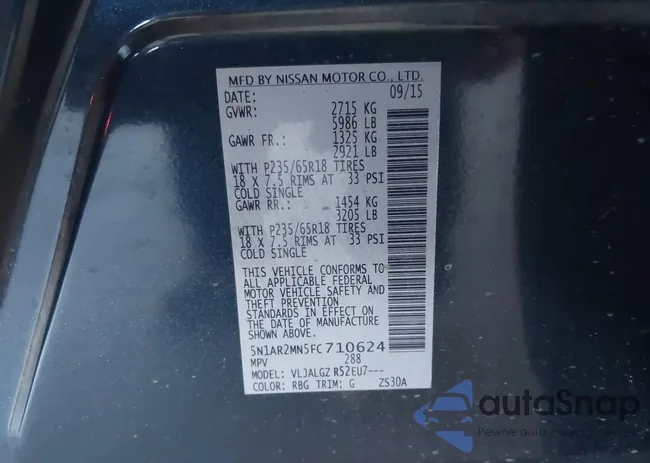 MFD BY NISSAN MOTOR CO., LTD.
DATE: 09/15
GVWR: 2715 KG
5986 LB
GAWR FR.: 1325 KG
2921 LB
WITH P235/65R18 TIRES
18 X 7.5 RIMS AT 33 PSI
COLD SINGLE
GAWR RR.: 1454 KG
3205 LB
WITH P235/65R18 TIRES
18 X 7.5 RIMS AT 33 PSI
COLD SINGLE
THIS VEHICLE CONFORMS TO
ALL APPLICABLE FEDERAL
MOTOR VEHICLE SAFETY AND
THEFT PREVENTION
STANDARDS IN EFFECT ON
THE DATE OF MANUFACTURE
SHOWN ABOVE.
5N1AR2MN5FC710624
MPV 288
MODEL: VLJALGZ R52EU7---
COLOR: RBG TRIM: G ZS30A
autoSnap
Pewne auta z